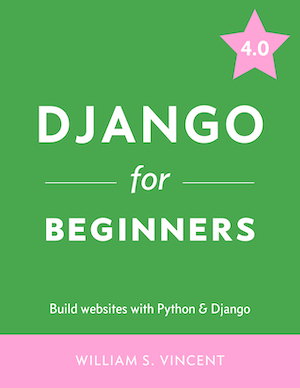 4.0
DJANGO
for
BEGINNERS
Build websites with Python & Django
WILLIAM S. VINCENT